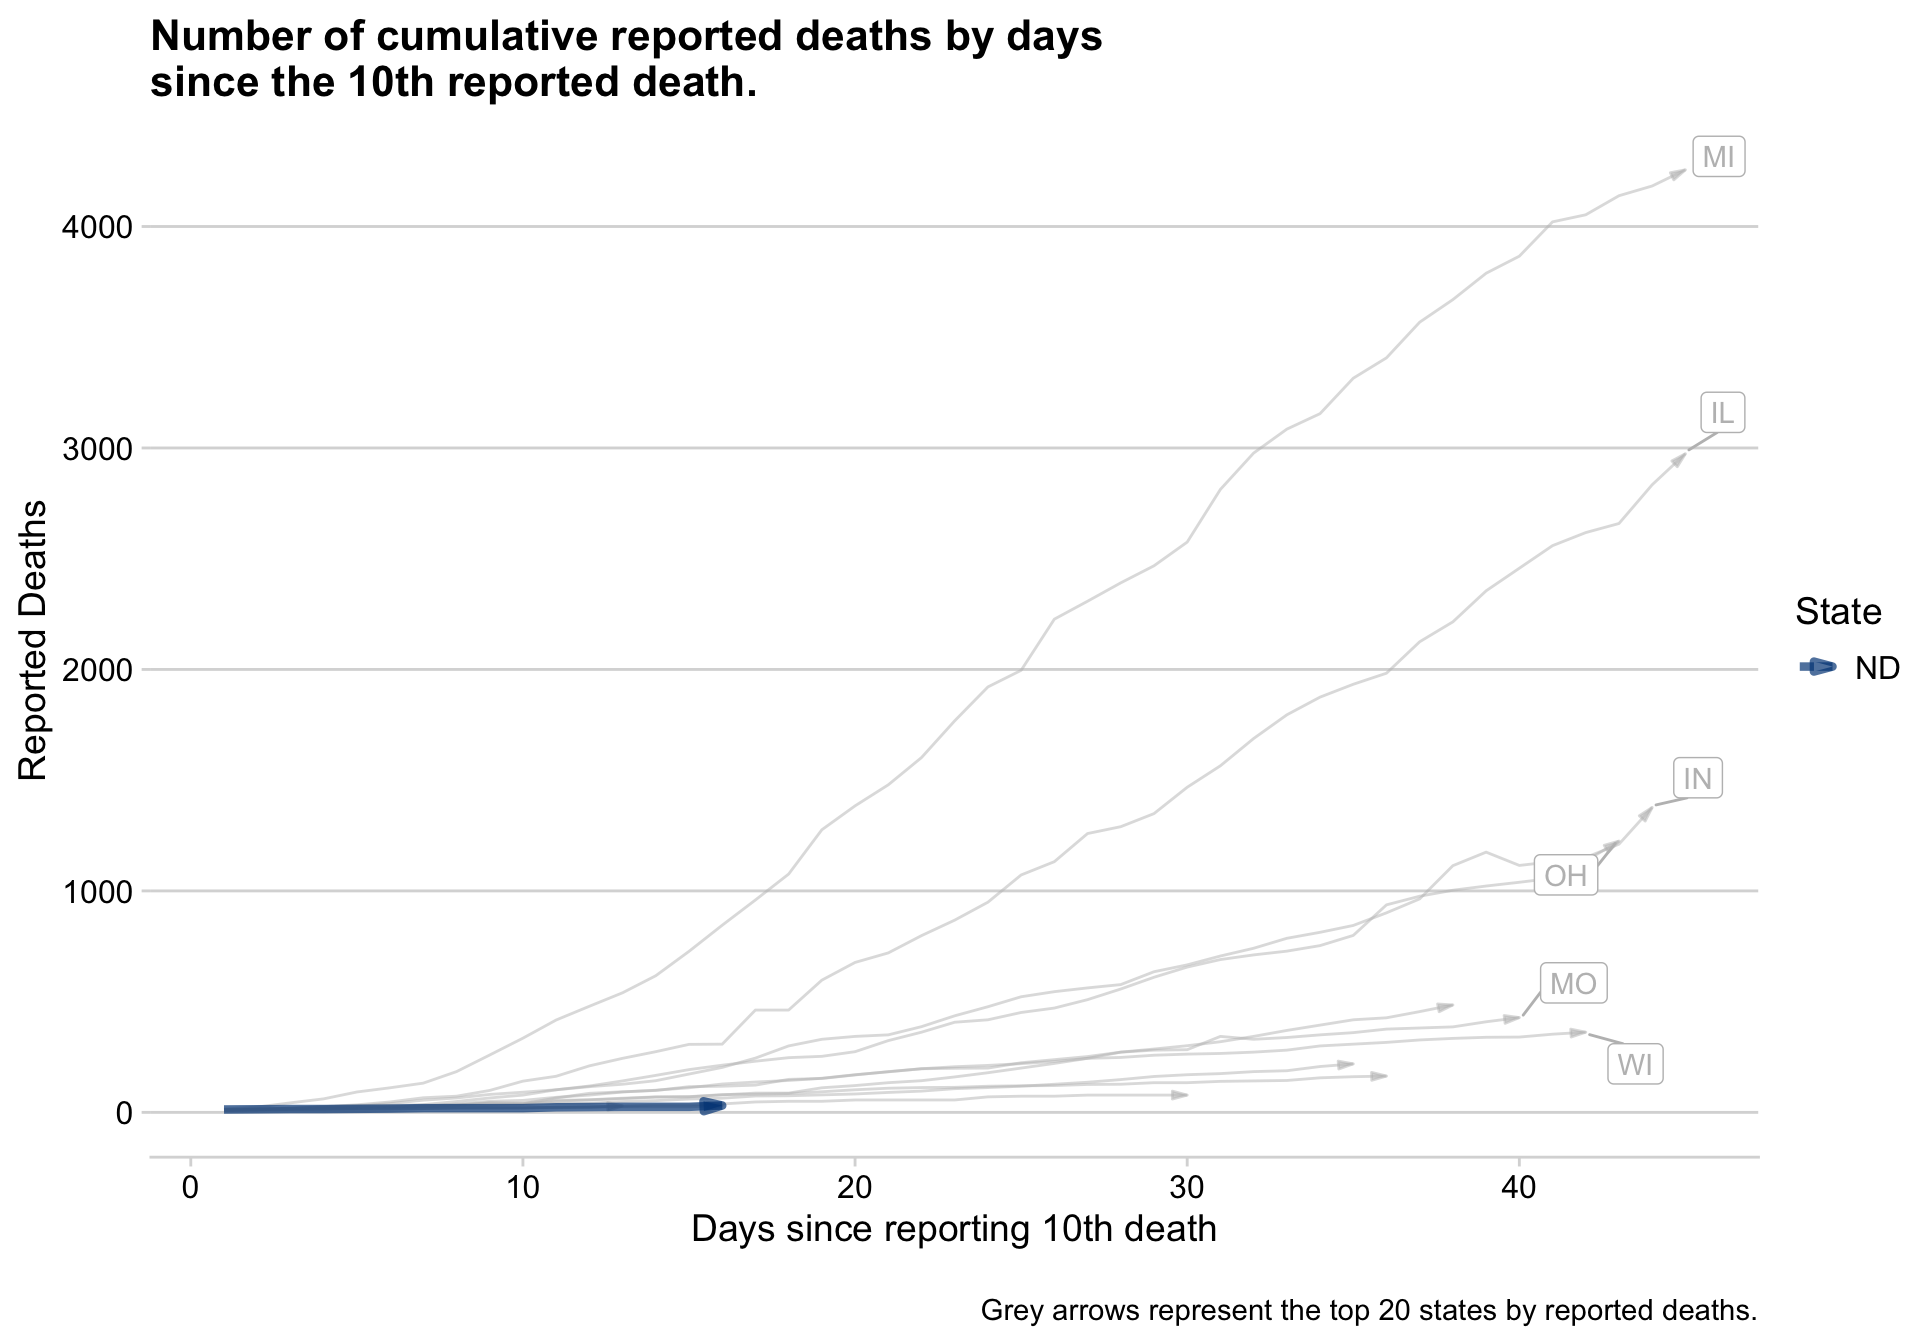 Number of cumulative reported deaths by days
since the 10th reported death.
MI
4000
IL
3000
Reported Deaths
2000
State
ND
IN
1000
OH
MO
WI
0
0 10 20 30 40
Days since reporting 10th death
Grey arrows represent the top 20 states by reported deaths.